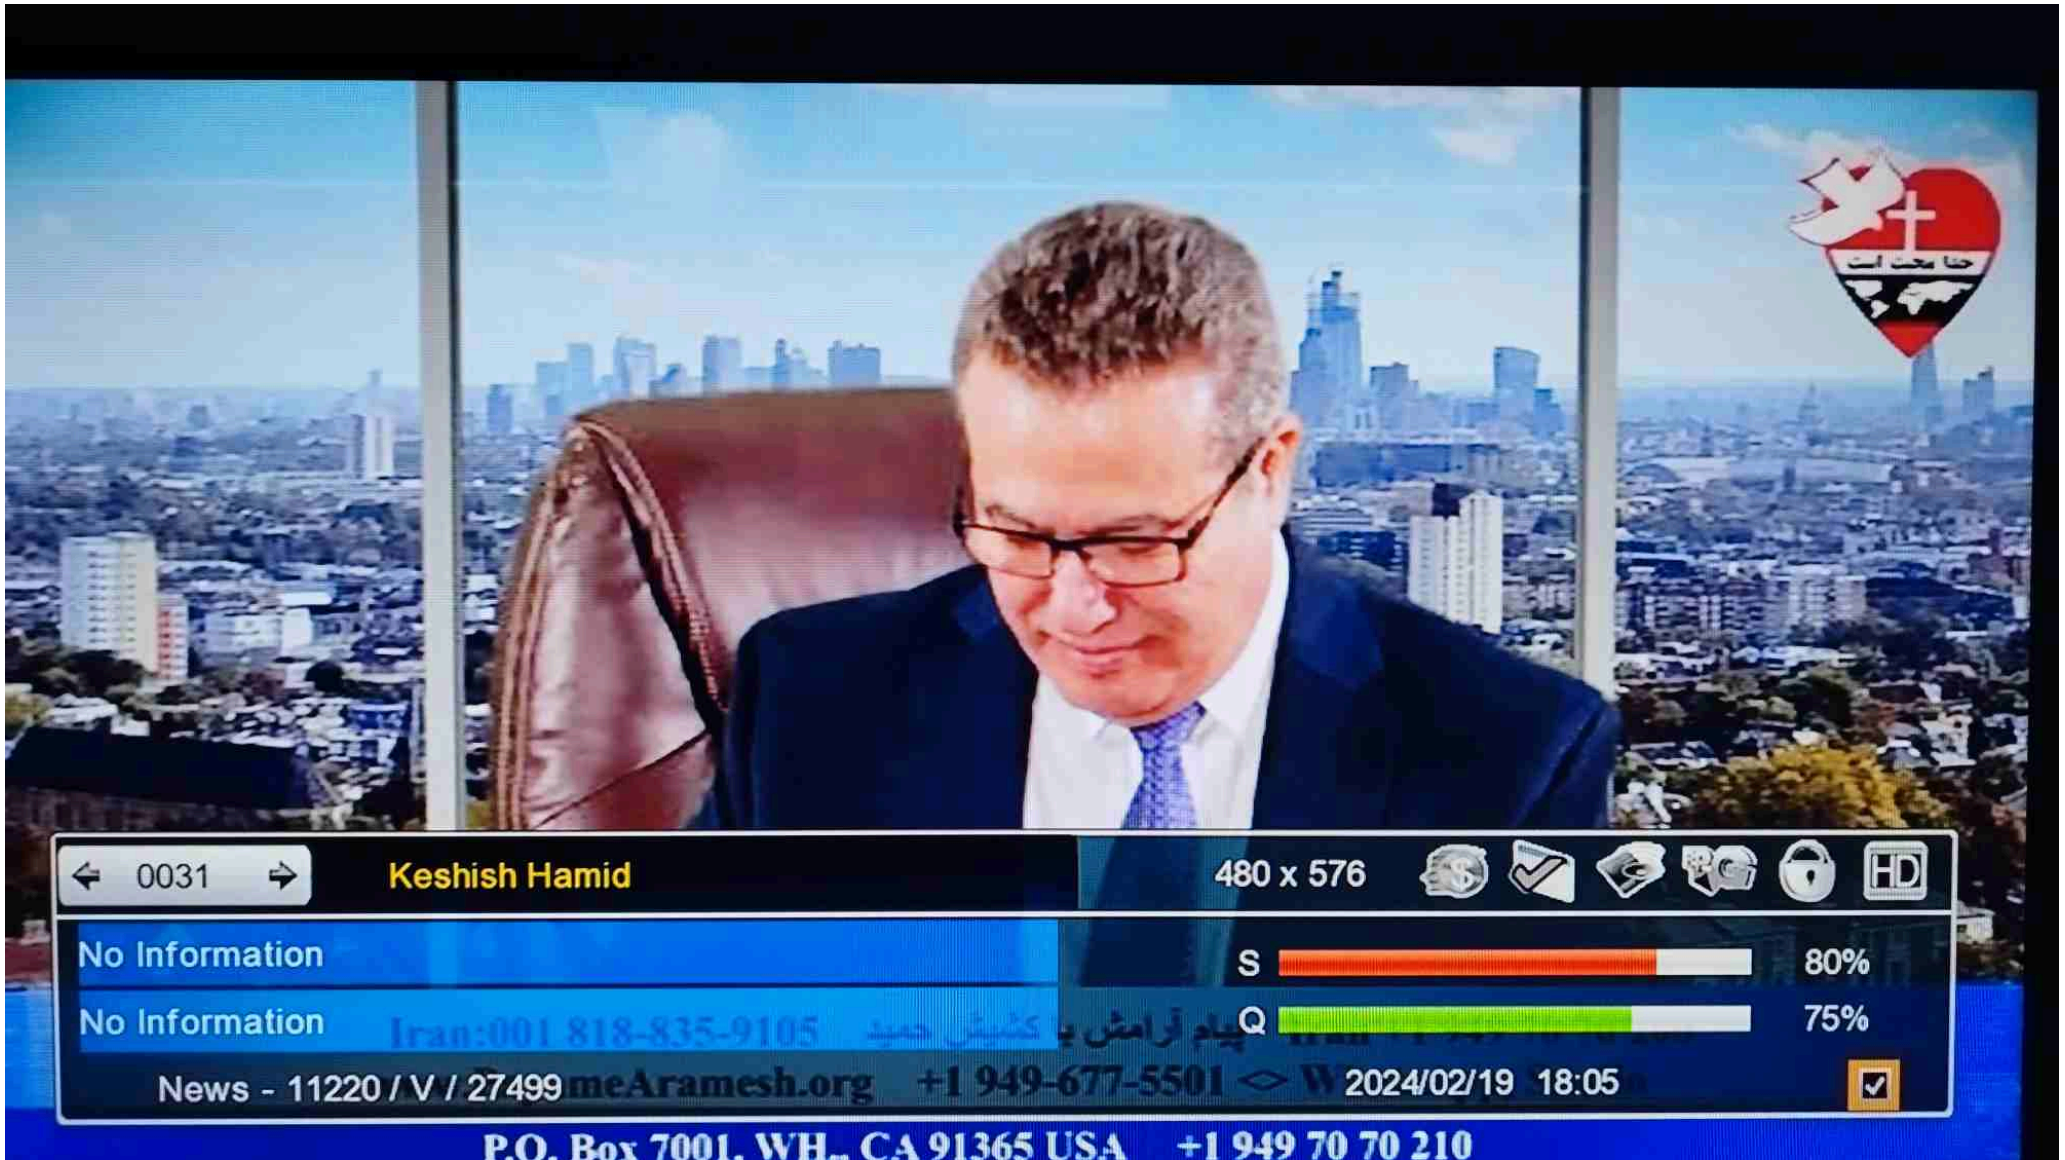 خدا محبت است
0031
Keshish Hamid
480 x 576
HD
No Information
S 80%
No Information
Q 75%
Iran:001 818-835-9105 پیام آرامش با کشیش حمید
News - 11220 / V / 27499
meAramesh.org +1 949-677-5501 <>
2024/02/19 18:05
P.O. Box 7001, WH., CA 91365 USA +1 949 70 70 210